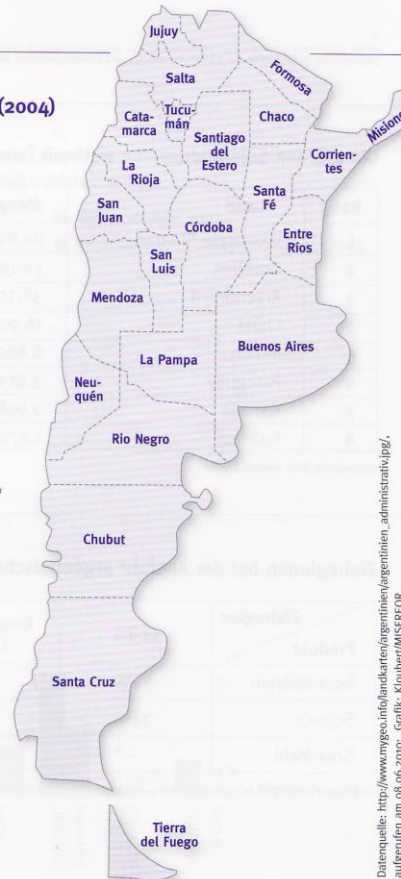 (2004)
Jujuy
Salta
Formosa
Tucu-
mán
Cata-
marca
Chaco
Santiago
del
Estero
Misione
Corrien-
tes
La
Rioja
San
Juan
Santa
Fé
Córdoba
Entre
Ríos
San
Luis
Mendoza
Buenos Aires
La Pampa
Neu-
quén
Rio Negro
Chubut
Santa Cruz
Tierra
del Fuego
Datenquelle: http://www.mygeo.info/landkarten/argentinien/argentinien_administrativ.jpg/,
aufgerufen am 08.06.2010; Grafik: Kloubert/MISEREOR